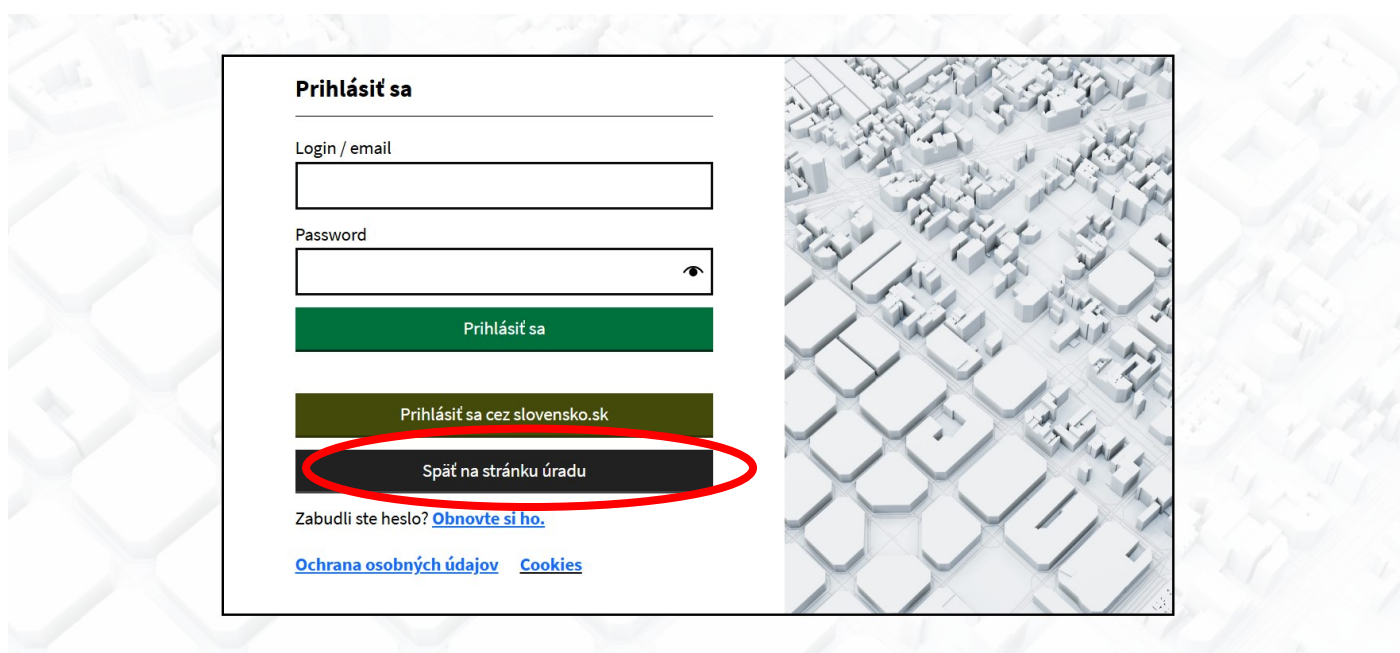 Prihlásiť sa
Login / email
Password
Prihlásiť sa
Prihlásiť sa cez slovensko.sk
Späť na stránku úradu
Zabudli ste heslo? Obnovte si ho.
Ochrana osobných údajov Cookies